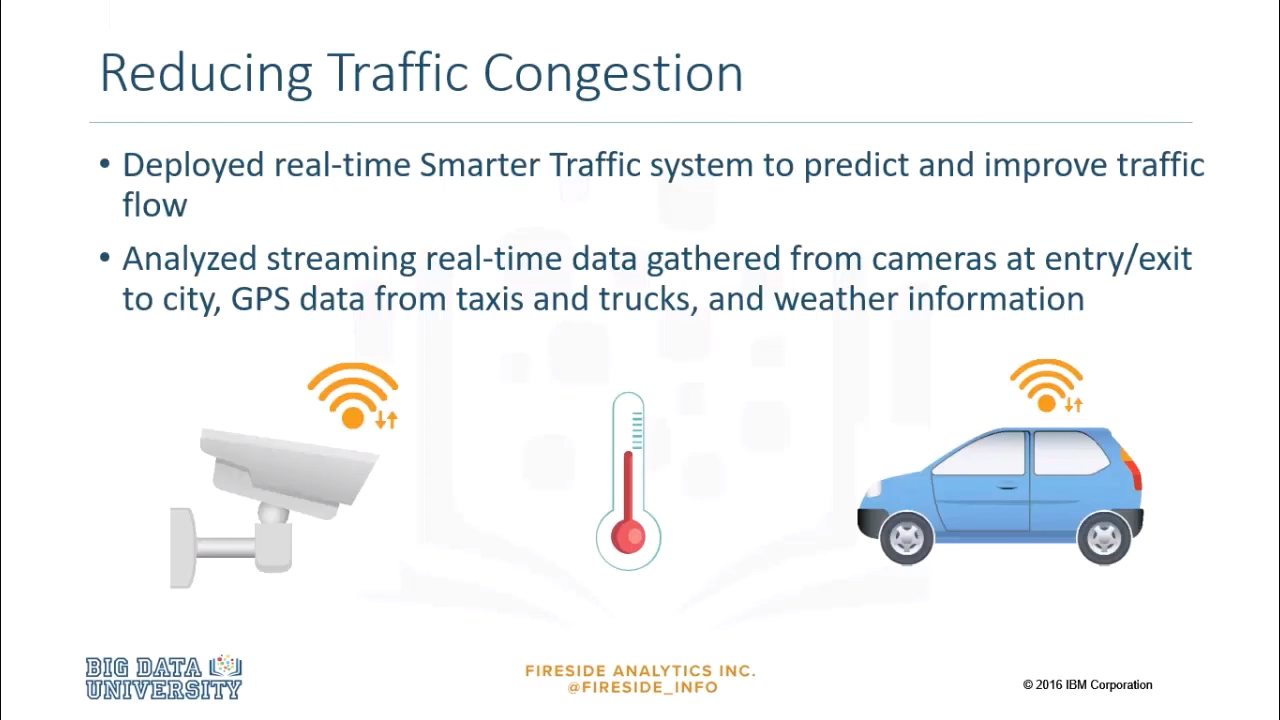 Reducing Traffic Congestion
• Deployed real-time Smarter Traffic system to predict and improve traffic
flow
• Analyzed streaming real-time data gathered from cameras at entry/exit
to city, GPS data from taxis and trucks, and weather information
BIG DATA
UNIVERSITY
FIRESIDE ANALYTICS INC.
@FIRESIDE_INFO
© 2016 IBM Corporation